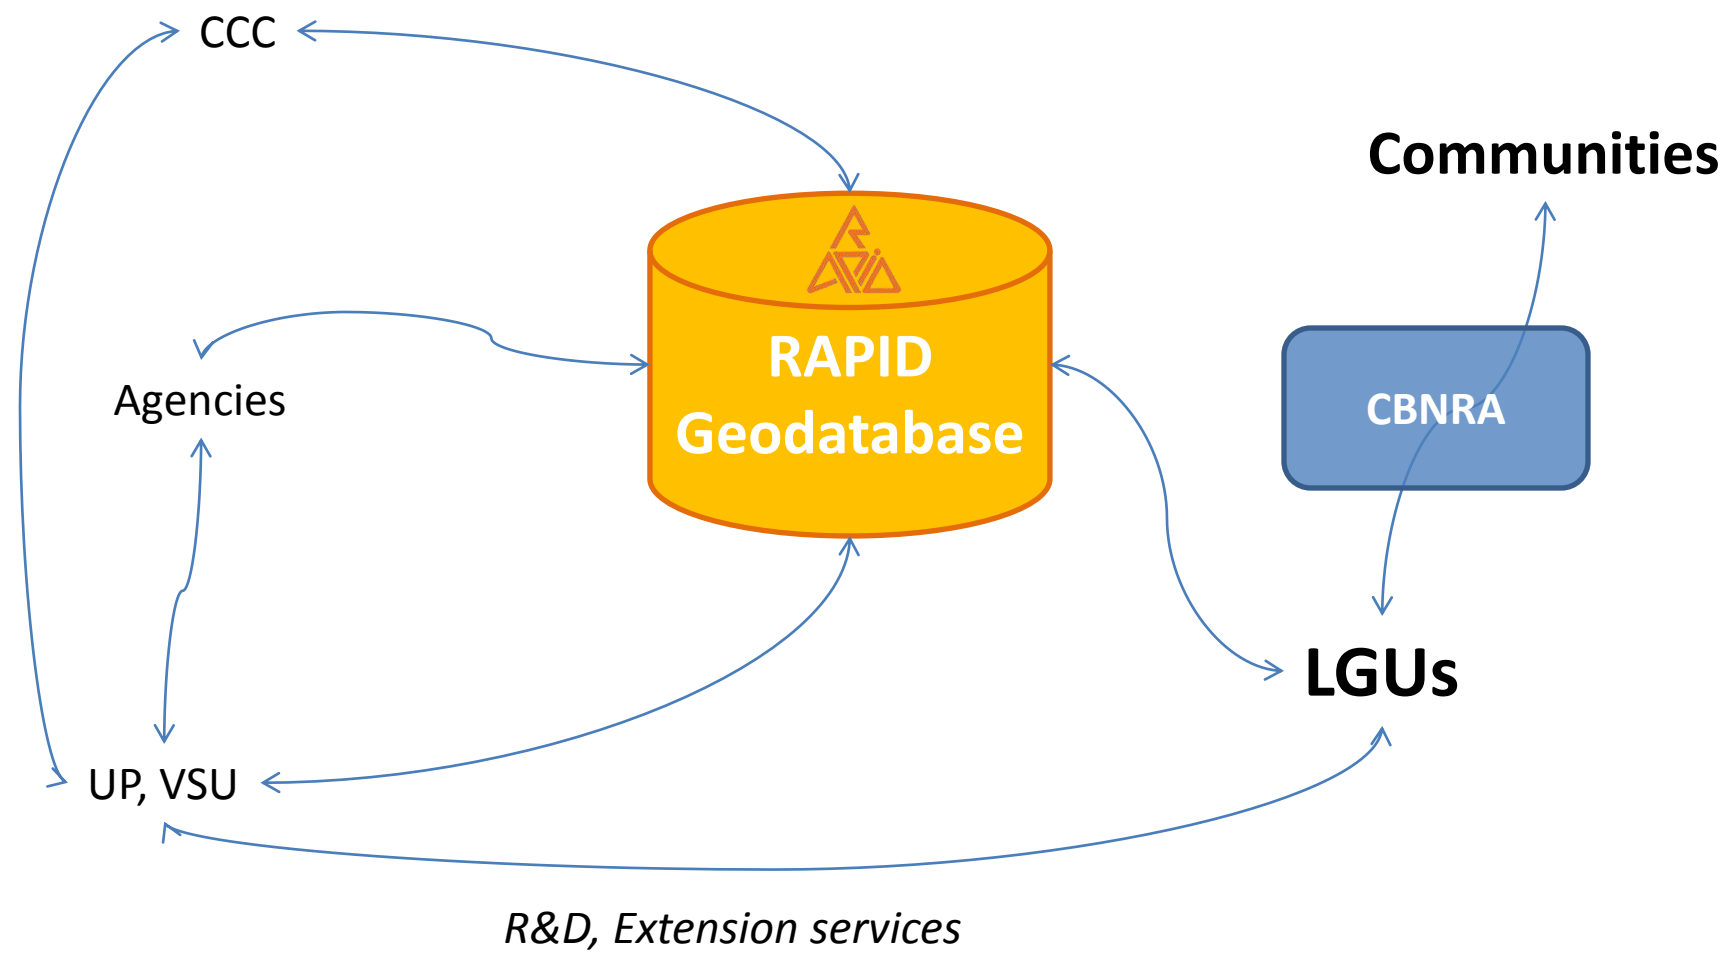 CCC
Communities
RAPID
Geodatabase
Agencies
CBNRA
LGUs
UP, VSU
R&D, Extension services